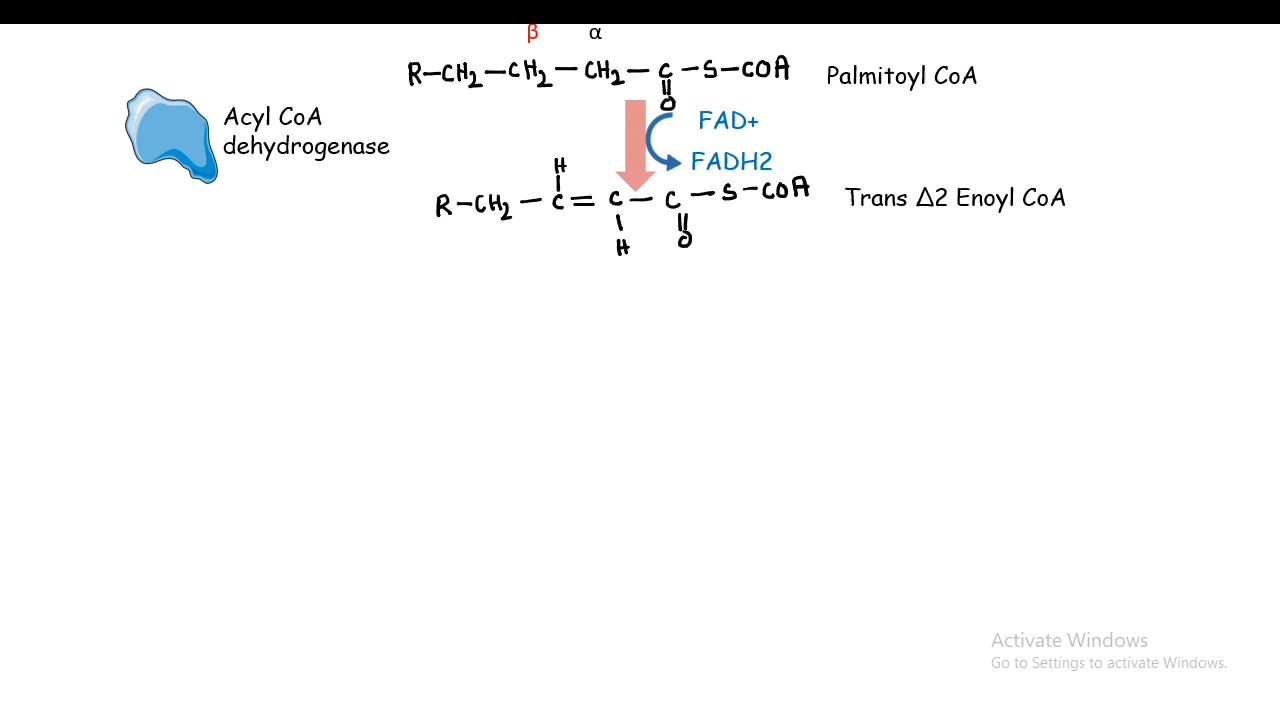 β α
R-CH2-CH2-CH2-C-S-COA Palmitoyl CoA
O
Acyl CoA
dehydrogenase
FAD+
FADH2
H
R-CH2-C=C-C-S-COA Trans Δ2 Enoyl CoA
H O
Activate Windows
Go to Settings to activate Windows.